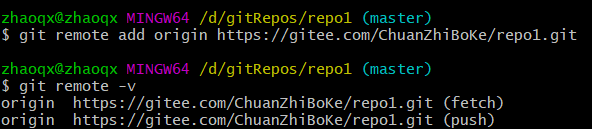 zhao@zhaoqx MINGW64 /d/gitRepos/repo1 (master)
$ git remote add origin https://gitee.com/ChuanZhiBoKe/repo1.git
zhaoqx@zhaoqx MINGW64 /d/gitRepos/repo1 (master)
$ git remote -v
origin  https://gitee.com/ChuanZhiBoKe/repo1.git (fetch)
origin  https://gitee.com/ChuanZhiBoKe/repo1.git (push)